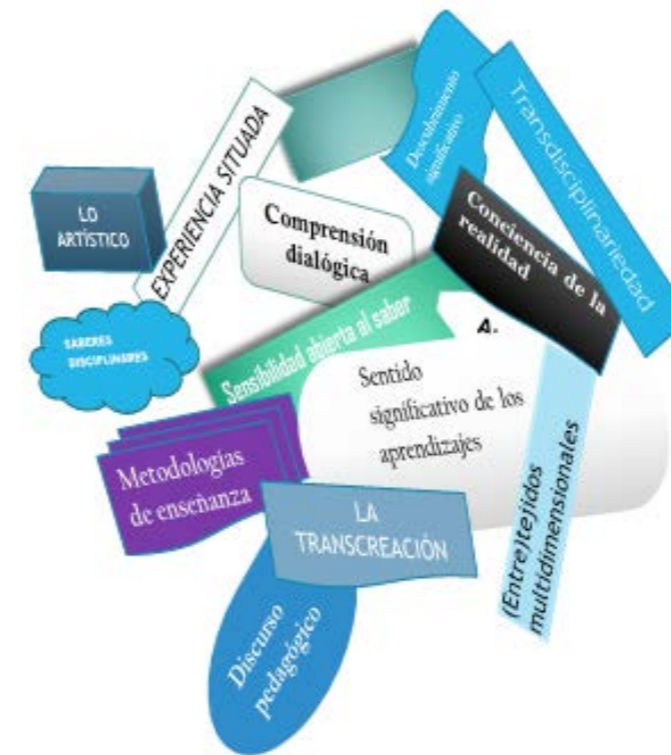 Descubrimiento
significativo
Transdisciplinariedad
EXPERIENCIA SITUADA
LO
ARTÍSTICO
Comprensión
dialógica
Conciencia de la
realidad
SABERES
DISCIPLINARES
Sensibilidad abierta al saber
A.
Sentido
significativo de los
aprendizajes
Metodologías
de enseñanza
LA
TRANSCREACIÓN
(Entre)tejidos
multidimensionales
Discurso
pedagógico